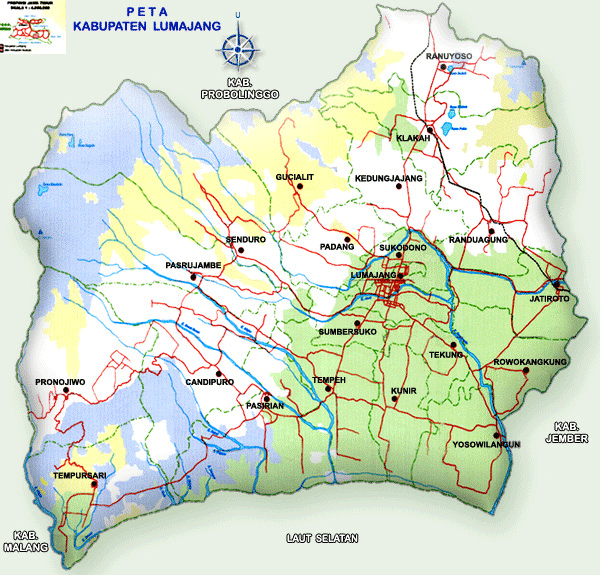 PETA
KABUPATEN LUMAJANG
U
KAB.
PROBOLINGGO
RANUYOSO
KLAKAH
GUCIALIT
KEDUNGJAJANG
SENDURO
PADANG
SUKODONO
RANDUAGUNG
PASRUJAMBE
LUMAJANG
JATIROTO
SUMBERSUKO
TEKUNG
ROWOKANGKUNG
PRONOJIWO
CANDIPURO
TEMPEH
KUNIR
PASIRIAN
KAB.
JEMBER
YOSOWILANGUN
TEMPURSARI
KAB.
MALANG
LAUT SELATAN